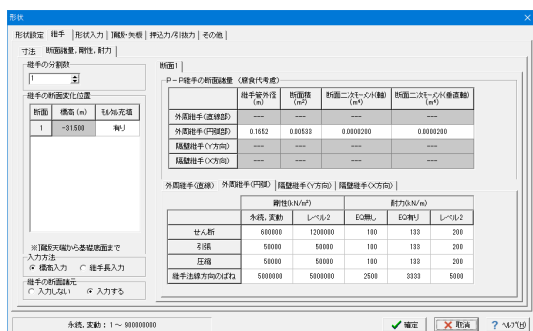 形状
形状設定 継手 形状入力 頂版・矢板 押込力/引抜力 その他
寸法 断面諸量,剛性,耐力
継手の分割数
1
継手の断面変化位置
断面 標高 (m) モルタル充填
1 -31.500 有り
※頂版天端から基礎底面まで
入力方法
標高入力 継手長入力
継手の断面諸元
入力しない 入力する
断面1
P-P継手の断面諸量 (腐食代考慮)
継手管外径 (m) 断面積 (m²) 断面二次モーメント(軸) (m⁴) 断面二次モーメント(垂直軸) (m⁴)
外周継手(直線部) --- --- --- ---
外周継手(円弧部) 0.1652 0.00533 0.0000200 0.0000200
隔壁継手(Y方向) --- --- --- ---
隔壁継手(X方向) --- --- --- ---
外周継手(直線) 外周継手(円弧) 隔壁継手(Y方向) 隔壁継手(X方向)
剛性(kN/m²) 耐力(kN/m)
永続,変動 レベル2 EQ無し EQ有り レベル2
せん断 600000 1200000 100 133 200
引張 50000 50000 100 133 200
圧縮 50000 50000 100 133 200
継手法線方向のばね 5000000 5000000 2500 3333 5000
永続,変動: 1 ~ 900000000
確定 取消 ? ヘルプ(H)